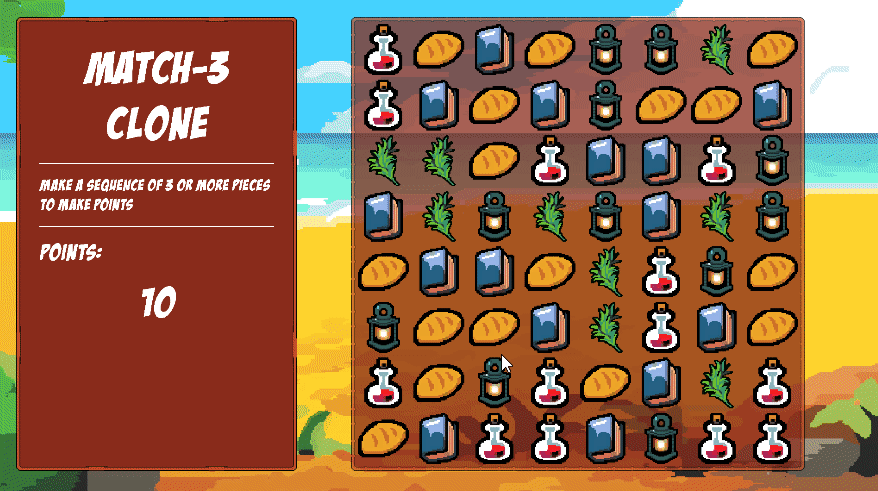 MATCH-3
CLONE
MAKE A SEQUENCE OF 3 OR MORE PIECES
TO MAKE POINTS
POINTS:
10